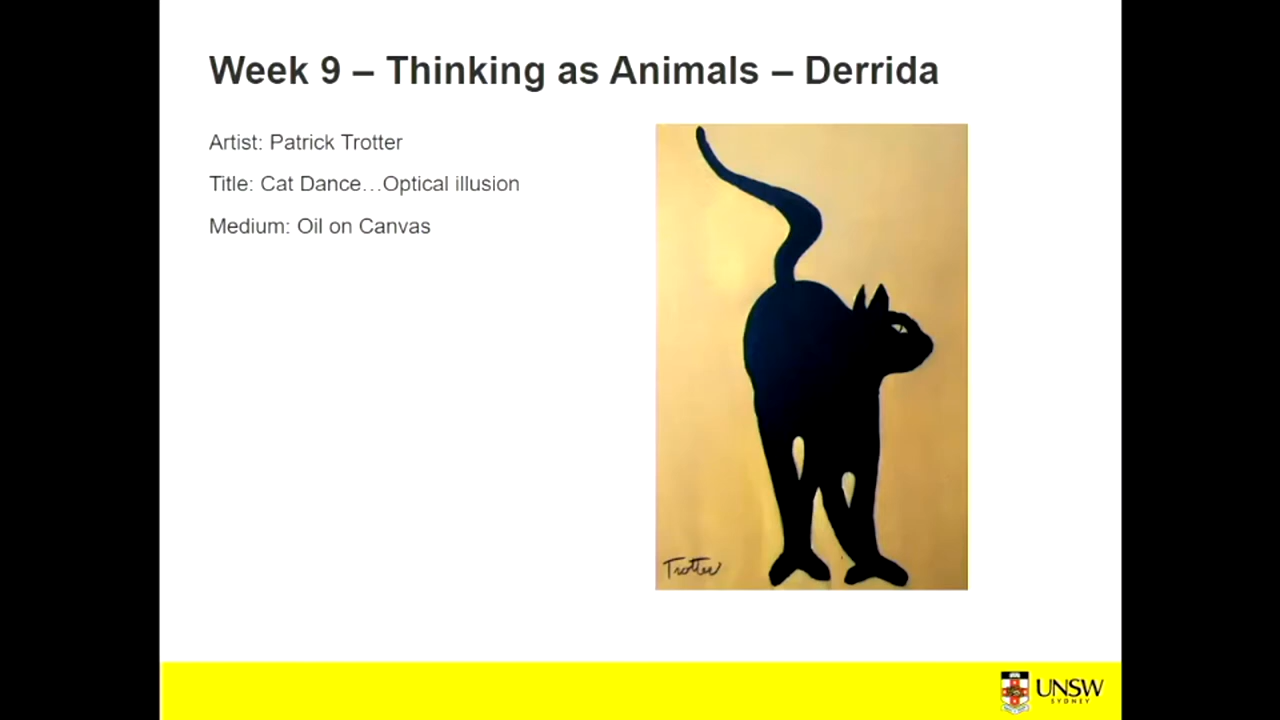 Week 9 – Thinking as Animals – Derrida
Artist: Patrick Trotter
Title: Cat Dance…Optical illusion
Medium: Oil on Canvas
Trotter
UNSW
SYDNEY